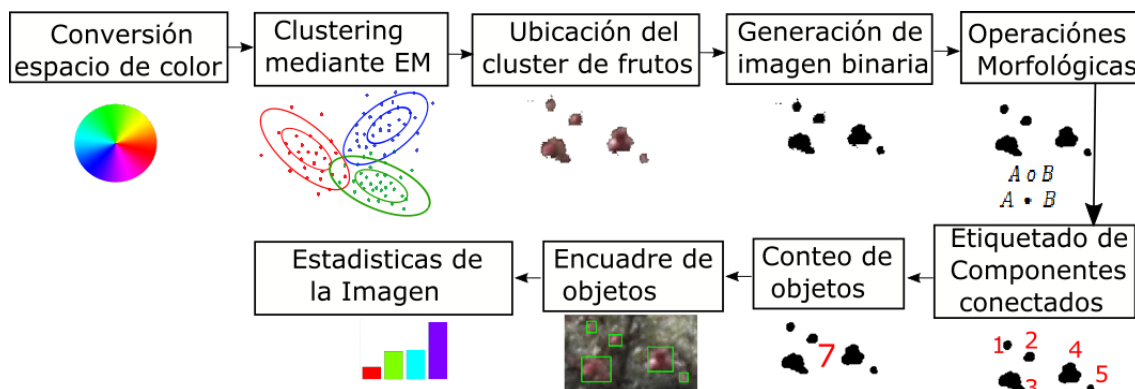 Conversión
espacio de color
Clustering
mediante EM
Ubicación del
cluster de frutos
Generación de
imagen binaria
Operaciónes
Morfológicas
A o B
A • B
Etiquetado de
Componentes
conectados
1 2 4
3 5
Conteo de
objetos
7
Encuadre de
objetos
Estadisticas de
la Imagen